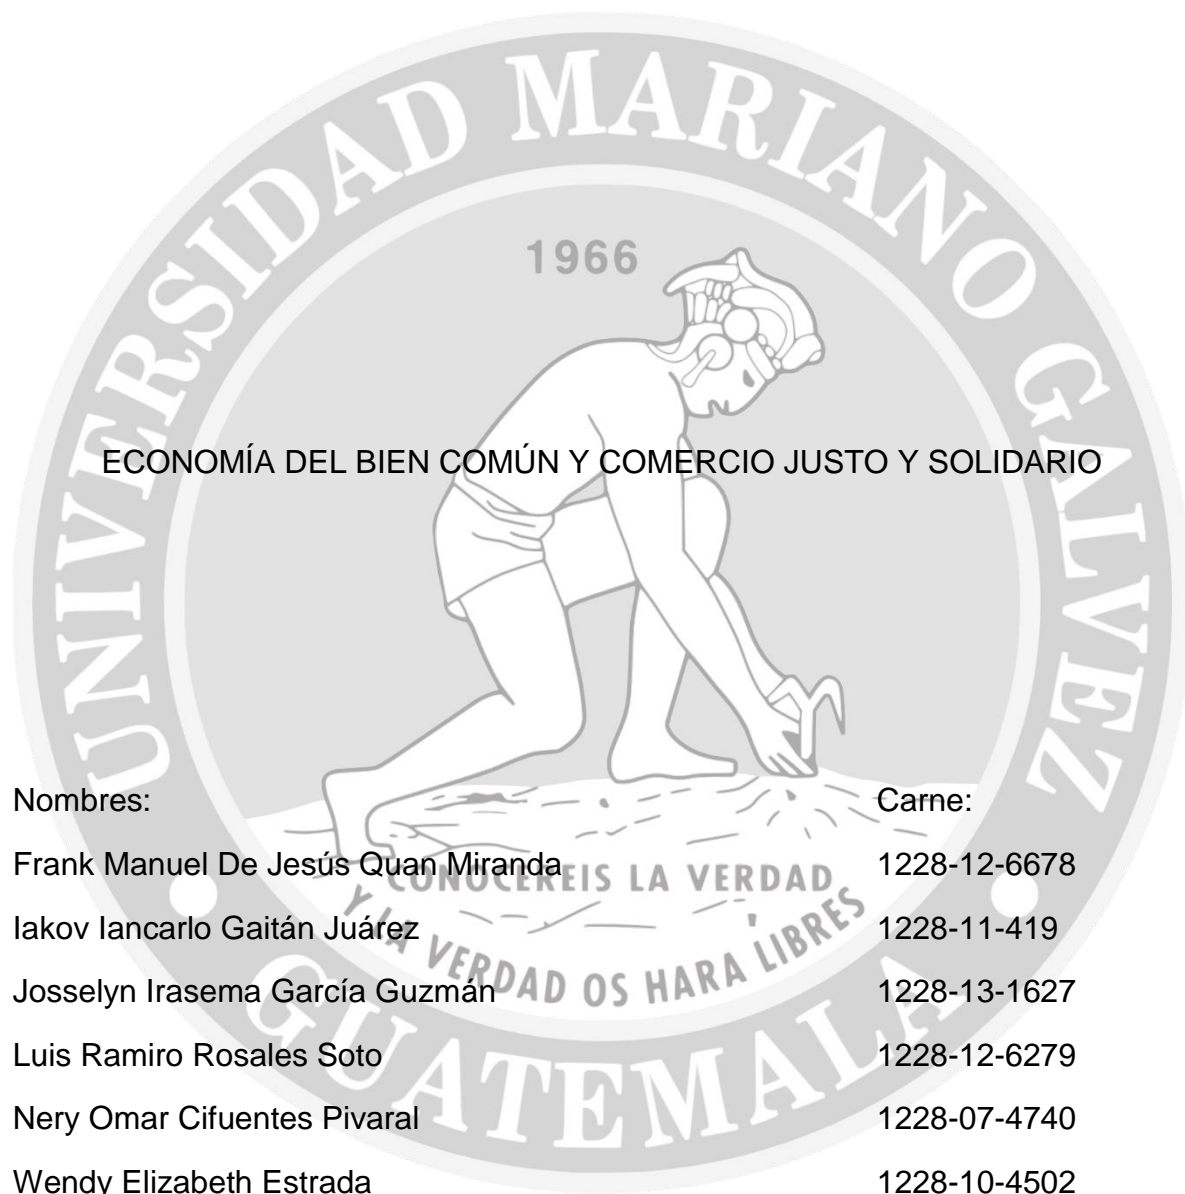 UNIVERSIDAD MARIANO GALVEZ
1966
ECONOMÍA DEL BIEN COMÚN Y COMERCIO JUSTO Y SOLIDARIO
Nombres: Carne:
Frank Manuel De Jesús Quan Miranda 1228-12-6678
CONOCEREIS LA VERDAD
Iakov Iancarlo Gaitán Juárez 1228-11-419
Y LA VERDAD OS HARA LIBRES
Josselyn Irasema García Guzmán 1228-13-1627
Luis Ramiro Rosales Soto 1228-12-6279
GUATEMALA
Nery Omar Cifuentes Pivaral 1228-07-4740
Wendy Elizabeth Estrada 1228-10-4502